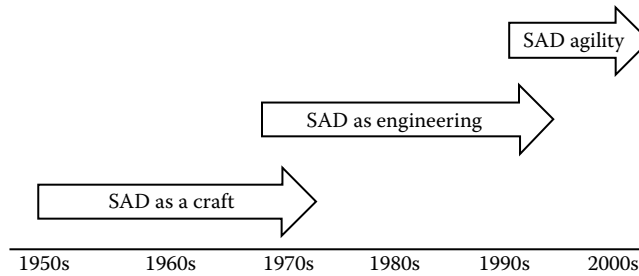 SAD agility
SAD as engineering
SAD as a craft
1950s 1960s 1970s 1980s 1990s 2000s